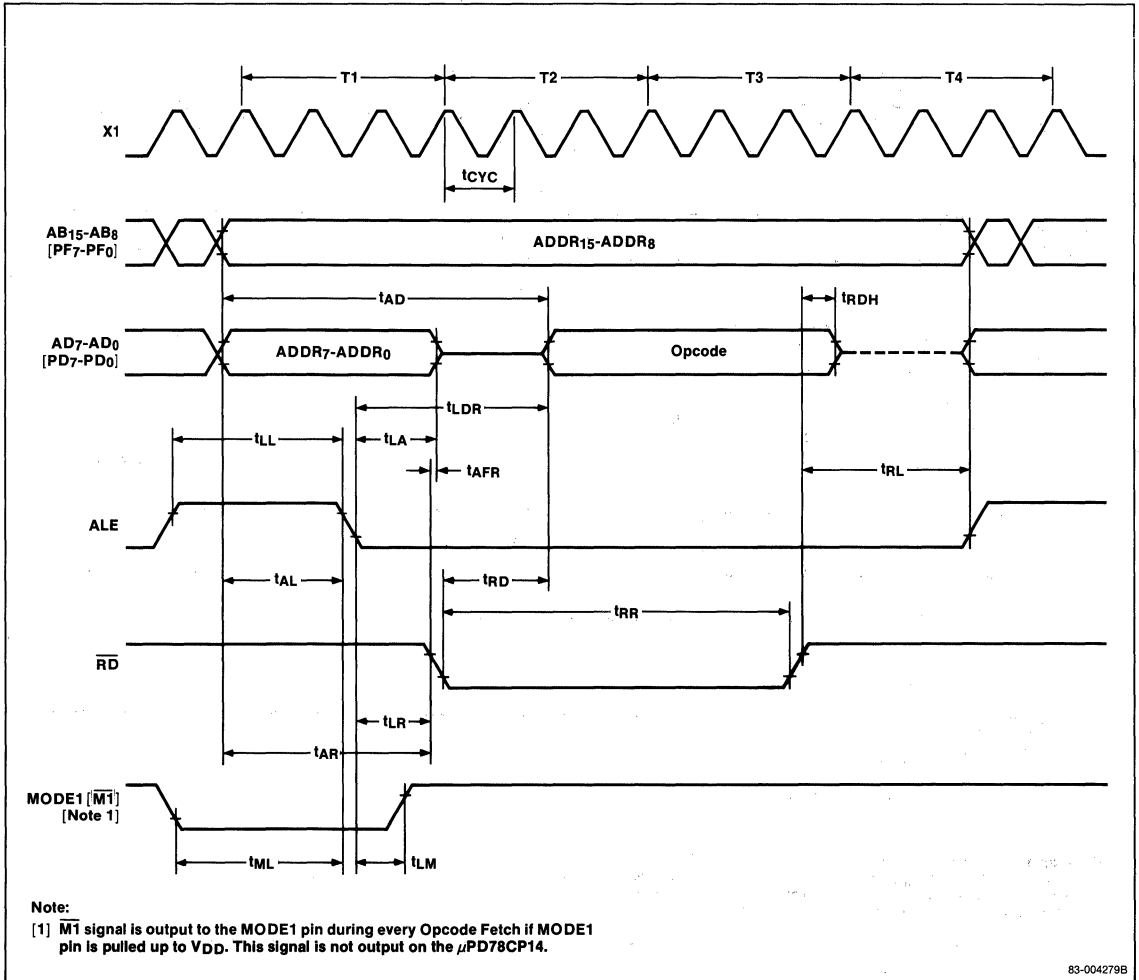 T1 T2 T3 T4
X1
tCYC
AB15-AB8
[PF7-PF0]
ADDR15-ADDR8
tAD
tRDH
AD7-AD0
[PD7-PD0]
ADDR7-ADDR0
Opcode
tLDR
tLL
tLA
tAFR
tRL
ALE
tAL
tRD
tRR
RD
tLR
tAR
MODE1 [M1]
[Note 1]
tML
tLM
Note:
[1] M1 signal is output to the MODE1 pin during every Opcode Fetch if MODE1
pin is pulled up to VDD. This signal is not output on the μPD78CP14.
83-004279B